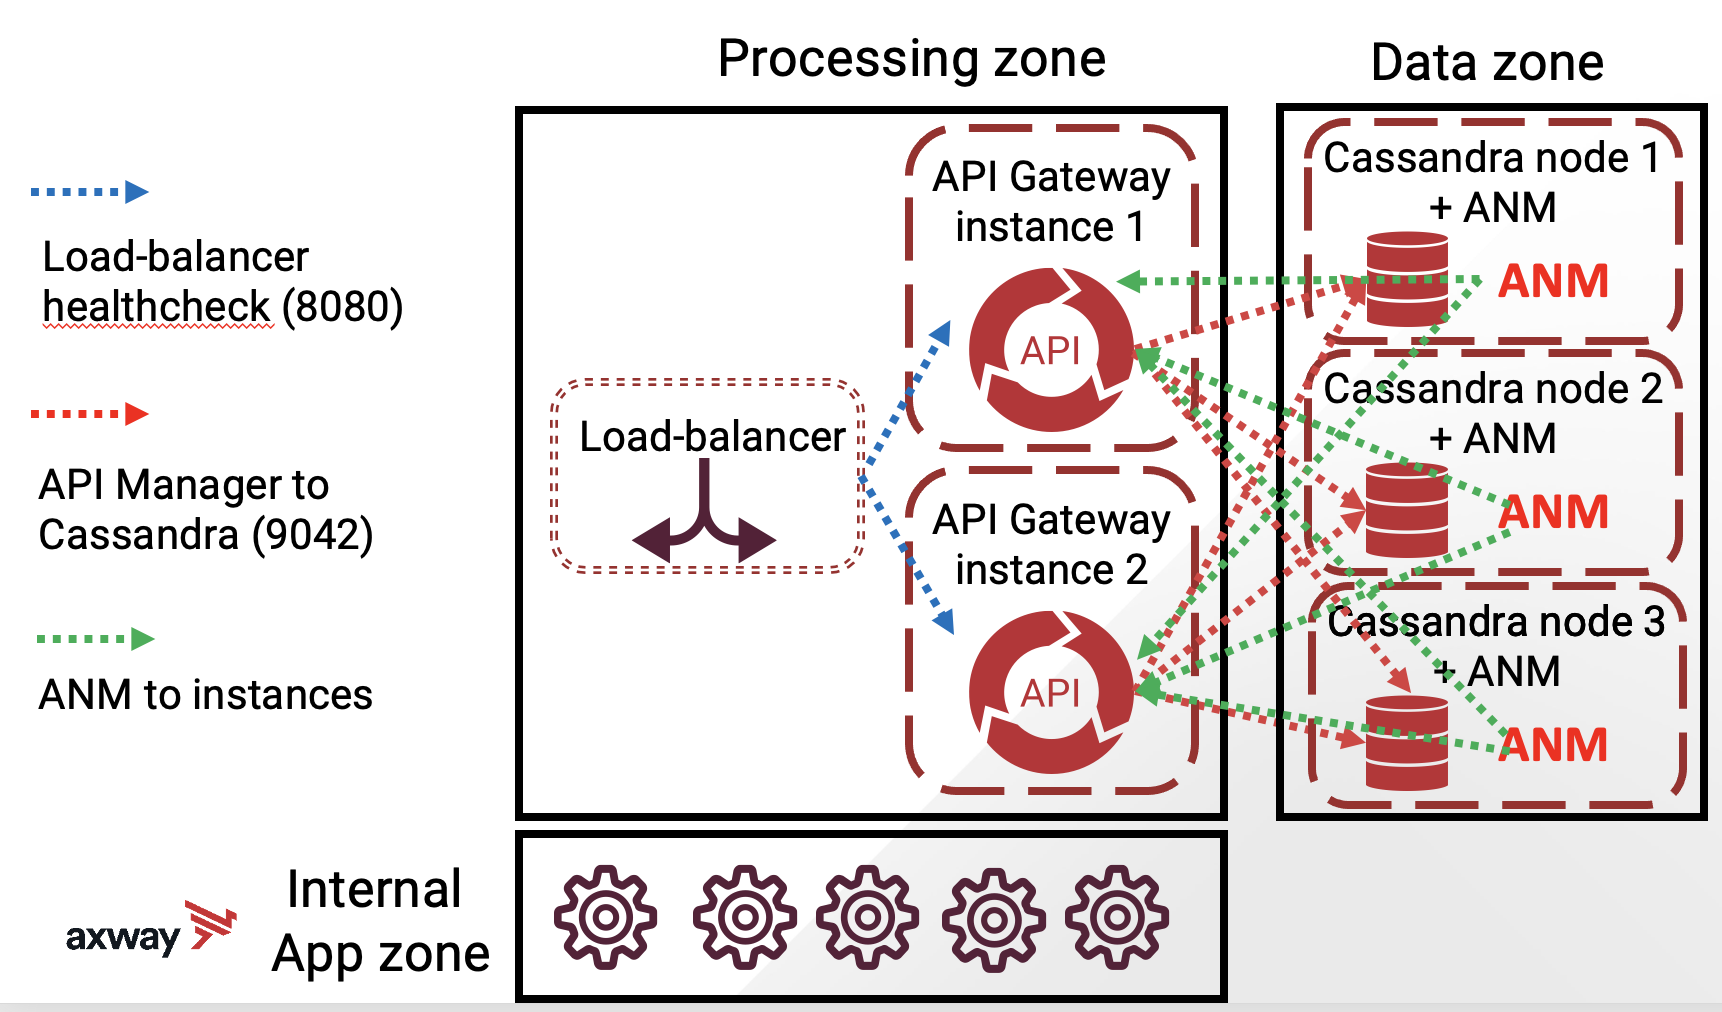 Processing zone
Data zone
Load-balancer
healthcheck (8080)
API Manager to
Cassandra (9042)
ANM to instances
Load-balancer
API Gateway
instance 1
API
API Gateway
instance 2
API
Cassandra node 1
+ ANM
ANM
Cassandra node 2
+ ANM
ANM
Cassandra node 3
+ ANM
ANM
axway
Internal
App zone